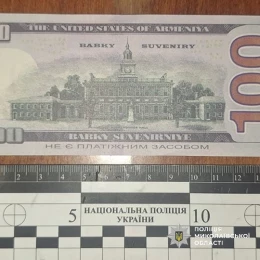 THE UNITED STATES OF ARMENIYA
BABKY SUVENIRY
100
BABKY SUVENIRNIYE
НЕ Є ПЛАТІЖНИМ ЗАСОБОМ
5 НАЦІОНАЛЬНА ПОЛІЦІЯ 10
УКРАЇНИ
ПОЛІЦІЯ
МИКОЛАЇВСЬКОЇ
ОБЛАСТІ